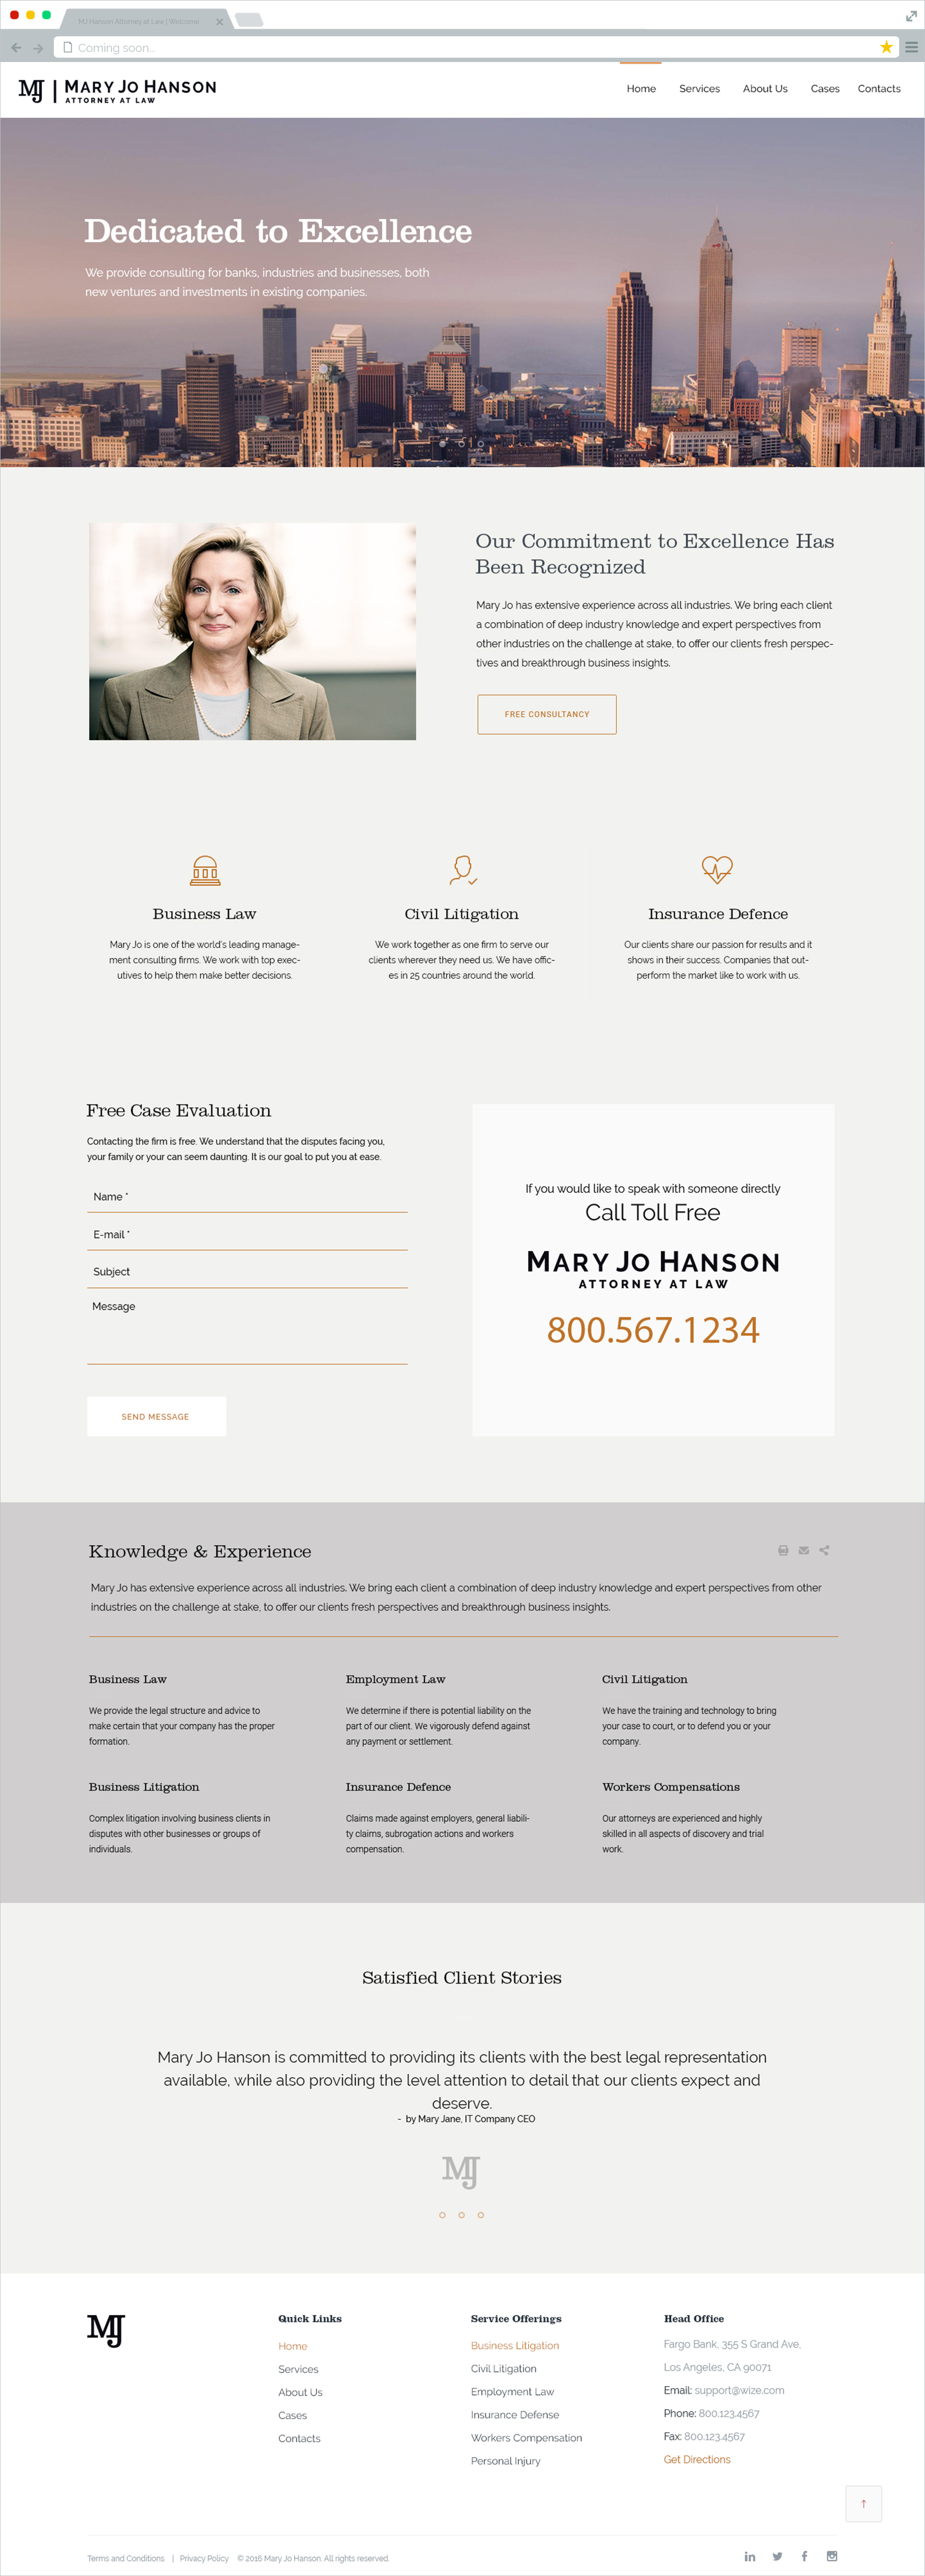 MJ Hanson Attorney at Law | Welcome
Coming soon...
MJ | MARY JO HANSON
ATTORNEY AT LAW
Home Services About Us Cases Contacts
Dedicated to Excellence
We provide consulting for banks, industries and businesses, both
new ventures and investments in existing companies.
Our Commitment to Excellence Has
Been Recognized
Mary Jo has extensive experience across all industries. We bring each client
a combination of deep industry knowledge and expert perspectives from
other industries on the challenge at stake, to offer our clients fresh perspec-
tives and breakthrough business insights.
FREE CONSULTANCY
Business Law
Mary Jo is one of the world's leading manage-
ment consulting firms. We work with top exec-
utives to help them make better decisions.
Civil Litigation
We work together as one firm to serve our
clients wherever they need us. We have offic-
es in 25 countries around the world.
Insurance Defence
Our clients share our passion for results and it
shows in their success. Companies that out-
perform the market like to work with us.
Free Case Evaluation
Contacting the firm is free. We understand that the disputes facing you,
your family or your can seem daunting. It is our goal to put you at ease.
Name *
E-mail *
Subject
Message
SEND MESSAGE
If you would like to speak with someone directly
Call Toll Free
MARY JO HANSON
ATTORNEY AT LAW
800.567.1234
Knowledge & Experience
Mary Jo has extensive experience across all industries. We bring each client a combination of deep industry knowledge and expert perspectives from other
industries on the challenge at stake, to offer our clients fresh perspectives and breakthrough business insights.
Business Law
We provide the legal structure and advice to
make certain that your company has the proper
formation.
Employment Law
We determine if there is potential liability on the
part of our client. We vigorously defend against
any payment or settlement.
Civil Litigation
We have the training and technology to bring
your case to court, or to defend you or your
company.
Business Litigation
Complex litigation involving business clients in
disputes with other businesses or groups of
individuals.
Insurance Defence
Claims made against employers, general liabili-
ty claims, subrogation actions and workers
compensation.
Workers Compensations
Our attorneys are experienced and highly
skilled in all aspects of discovery and trial
work.
Satisfied Client Stories
Mary Jo Hanson is committed to providing its clients with the best legal representation
available, while also providing the level attention to detail that our clients expect and
deserve.
- by Mary Jane, IT Company CEO
MJ
MJ
Quick Links
Home
Services
About Us
Cases
Contacts
Service Offerings
Business Litigation
Civil Litigation
Employment Law
Insurance Defense
Workers Compensation
Personal Injury
Head Office
Fargo Bank, 355 S Grand Ave,
Los Angeles, CA 90071
Email: support@wize.com
Phone: 800.123.4567
Fax: 800.123.4567
Get Directions
Terms and Conditions | Privacy Policy © 2016 Mary Jo Hanson. All rights reserved.